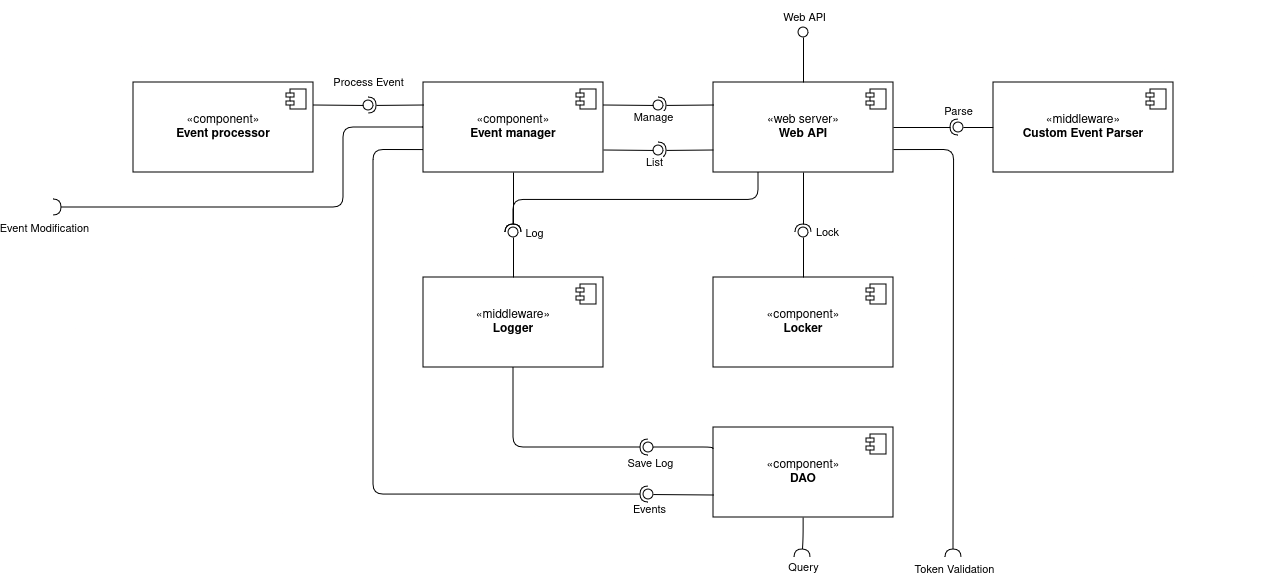 Web API
Process Event
«component»
Event processor
«component»
Event manager
Manage
List
«web server»
Web API
Parse
«middleware»
Custom Event Parser
Event Modification
Log
Lock
«middleware»
Logger
«component»
Locker
Save Log
Events
«component»
DAO
Query
Token Validation